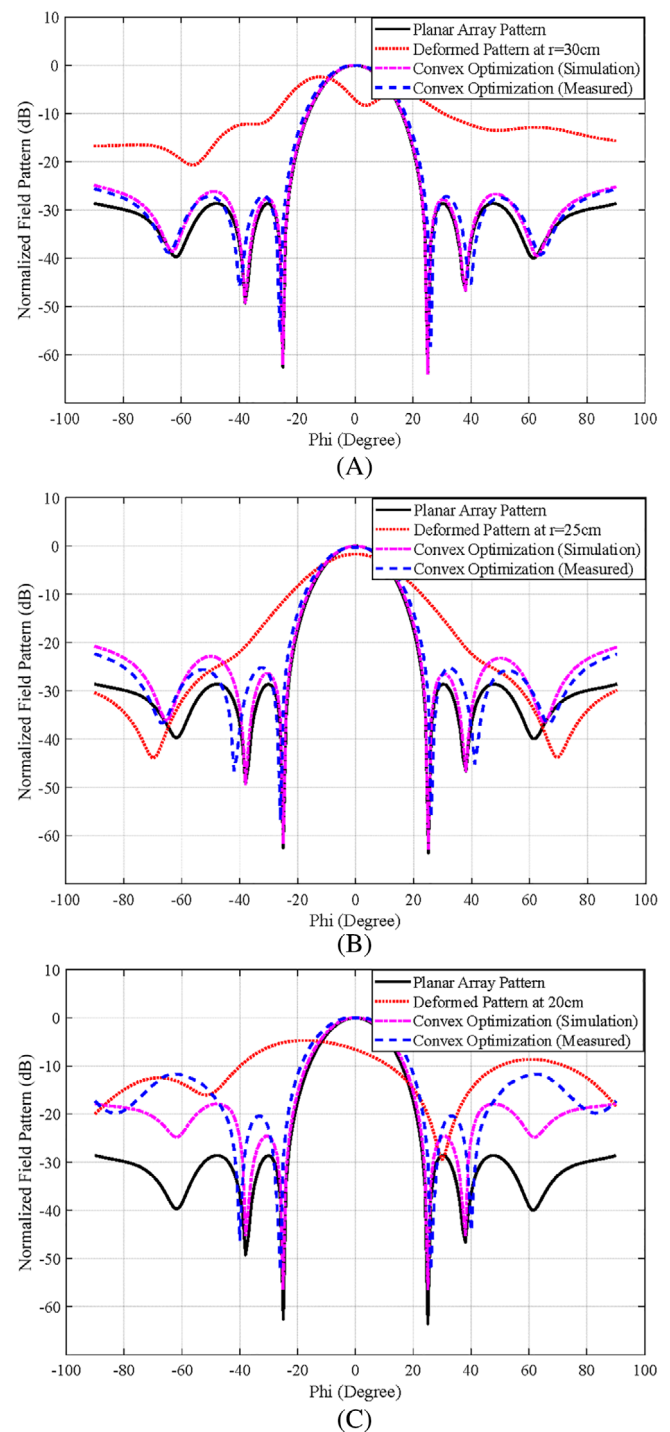 10
0
-10
-20
-30
-40
-50
-60
-70
Normalized Field Pattern (dB)
Planar Array Pattern
Deformed Pattern at r=30cm
Convex Optimization (Simulation)
Convex Optimization (Measured)
-100 -80 -60 -40 -20 0 20 40 60 80 100
Phi (Degree)
(A)
10
0
-10
-20
-30
-40
-50
-60
-70
Normalized Field Pattern (dB)
Planar Array Pattern
Deformed Pattern at r=25cm
Convex Optimization (Simulation)
Convex Optimization (Measured)
-100 -80 -60 -40 -20 0 20 40 60 80 100
Phi (Degree)
(B)
10
0
-10
-20
-30
-40
-50
-60
-70
Normalized Field Pattern (dB)
Planar Array Pattern
Deformed Pattern at 20cm
Convex Optimization (Simulation)
Convex Optimization (Measured)
-100 -80 -60 -40 -20 0 20 40 60 80 100
Phi (Degree)
(C)